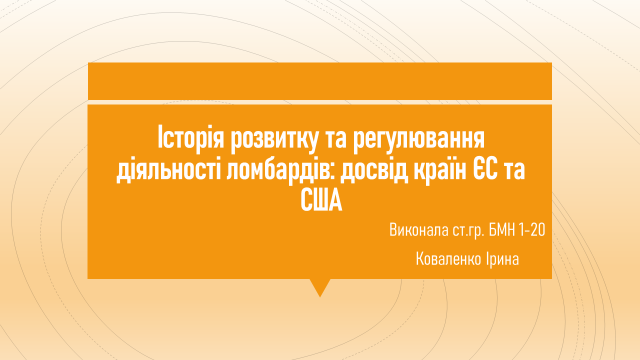 Історія розвитку та регулювання
діяльності ломбардів: досвід країн ЄС та
США
Виконала ст.гр. БМН 1-20
Коваленко Ірина